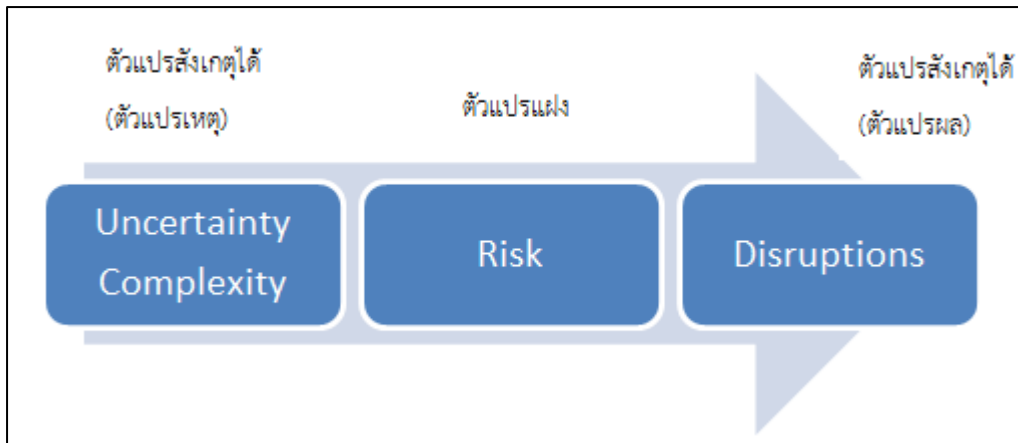 ตัวแปรสังเกตุได้
(ตัวแปรเหตุ)
ตัวแปรแฝง
ตัวแปรสังเกตุได้
(ตัวแปรผล)
Uncertainty
Complexity
Risk
Disruptions